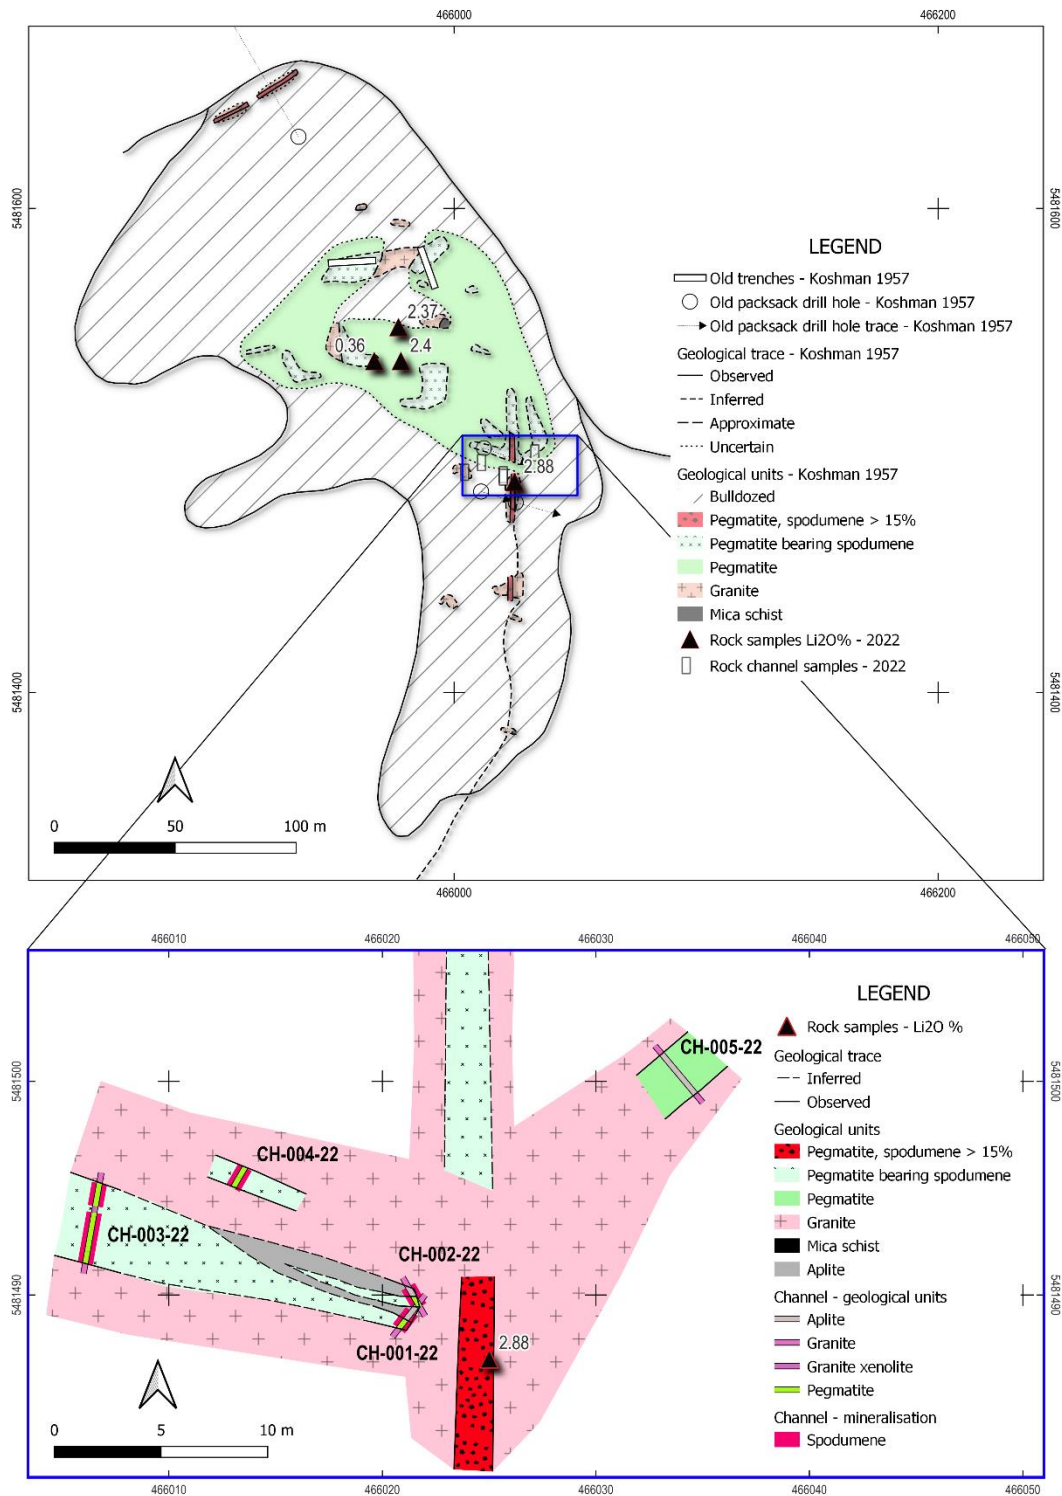 466000
466200
5481600
5481600
2.37
0.36
2.4
2.88
LEGEND
Old trenches - Koshman 1957
Old packsack drill hole - Koshman 1957
Old packsack drill hole trace - Koshman 1957
Geological trace - Koshman 1957
Observed
Inferred
Approximate
Uncertain
Geological units - Koshman 1957
Bulldozed
Pegmatite, spodumene > 15%
Pegmatite bearing spodumene
Pegmatite
Granite
Mica schist
Rock samples Li2O% - 2022
Rock channel samples - 2022
5481400
5481400
0 50 100 m
466000
466200
466010
466020
466030
466040
466050
5481500
5481500
5481490
5481490
CH-005-22
CH-004-22
CH-003-22
CH-002-22
CH-001-22
2.88
LEGEND
Rock samples - Li2O %
Geological trace
Inferred
Observed
Geological units
Pegmatite, spodumene > 15%
Pegmatite bearing spodumene
Pegmatite
Granite
Mica schist
Aplite
Channel - geological units
Aplite
Granite
Granite xenolite
Pegmatite
Channel - mineralisation
Spodumene
0 5 10 m
466010
466020
466030
466040
466050